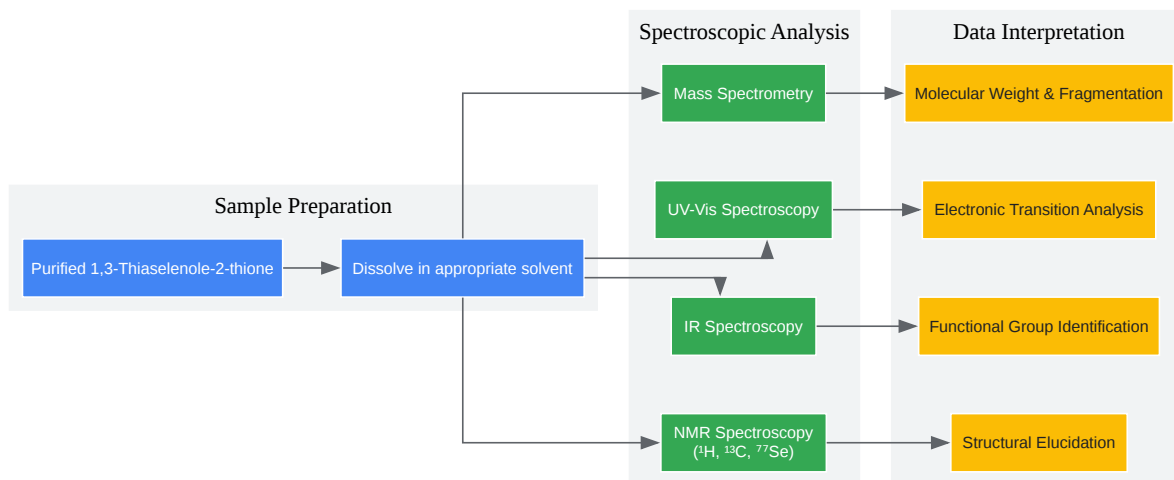 Sample Preparation
Purified 1,3-Thiaselenole-2-thione
Dissolve in appropriate solvent
Spectroscopic Analysis
Mass Spectrometry
UV-Vis Spectroscopy
IR Spectroscopy
NMR Spectroscopy
(¹H, ¹³C, ⁷⁷Se)
Data Interpretation
Molecular Weight & Fragmentation
Electronic Transition Analysis
Functional Group Identification
Structural Elucidation